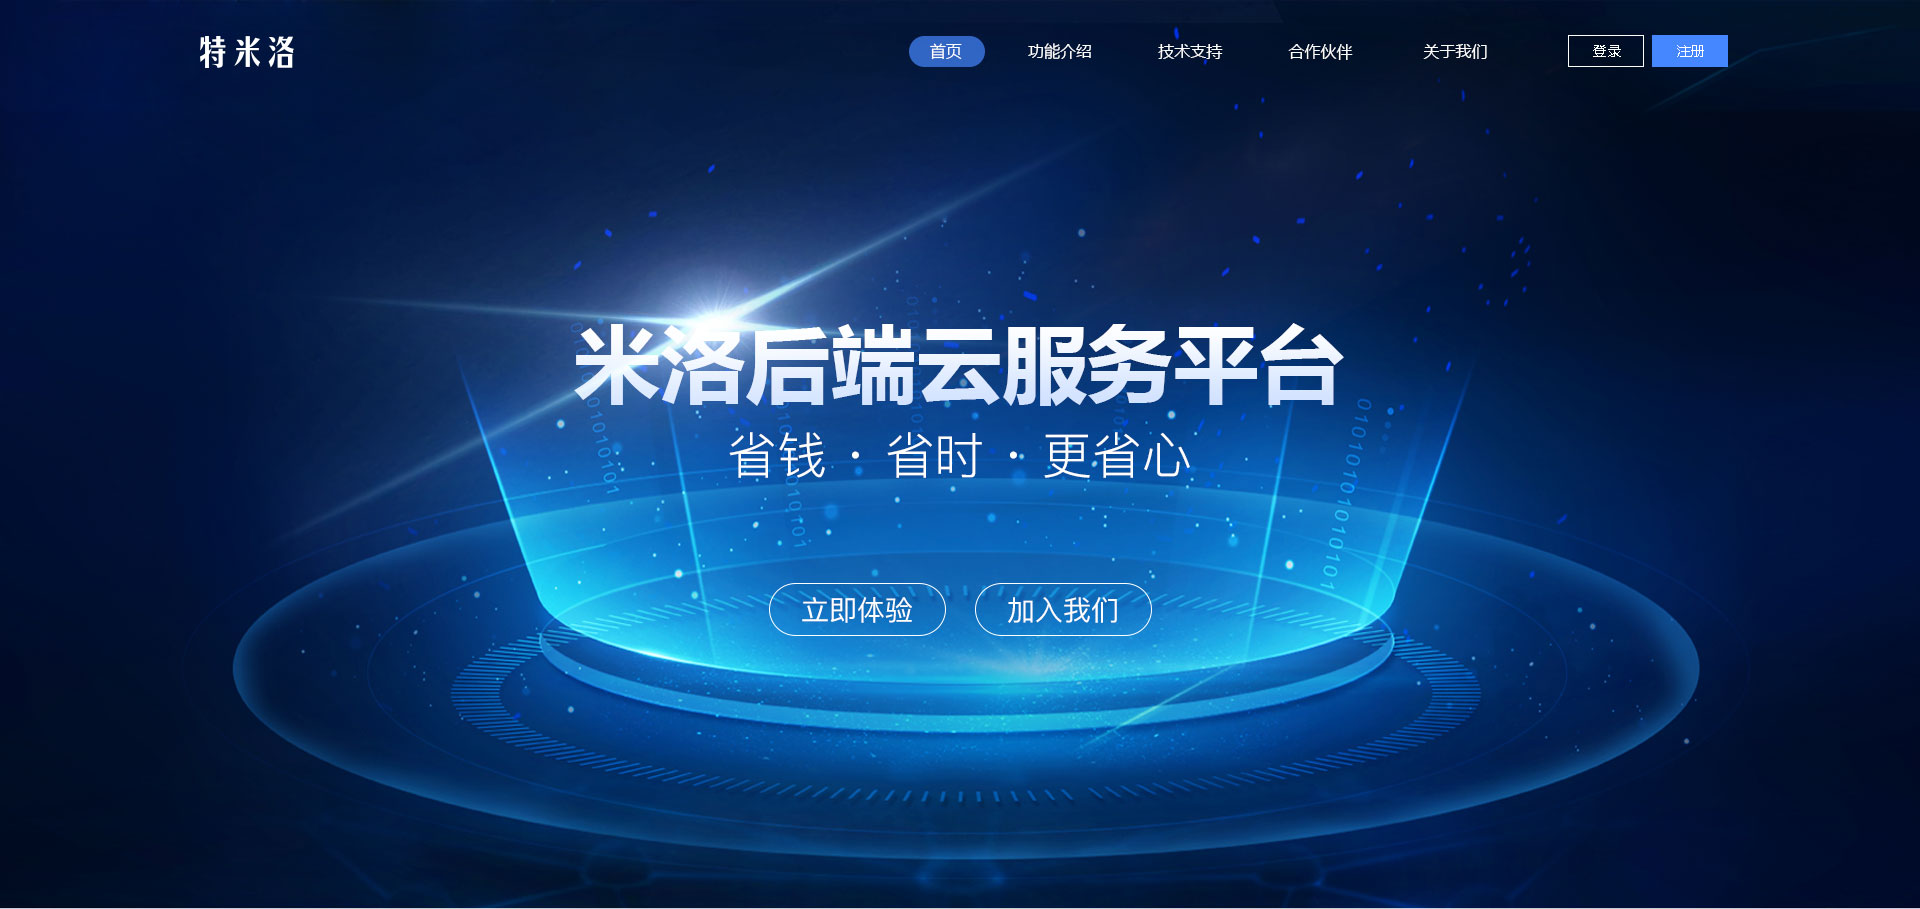 特米洛
首页 功能介绍 技术支持 合作伙伴 关于我们 登录 注册
米洛后端云服务平台
省钱 · 省时 · 更省心
立即体验 加入我们